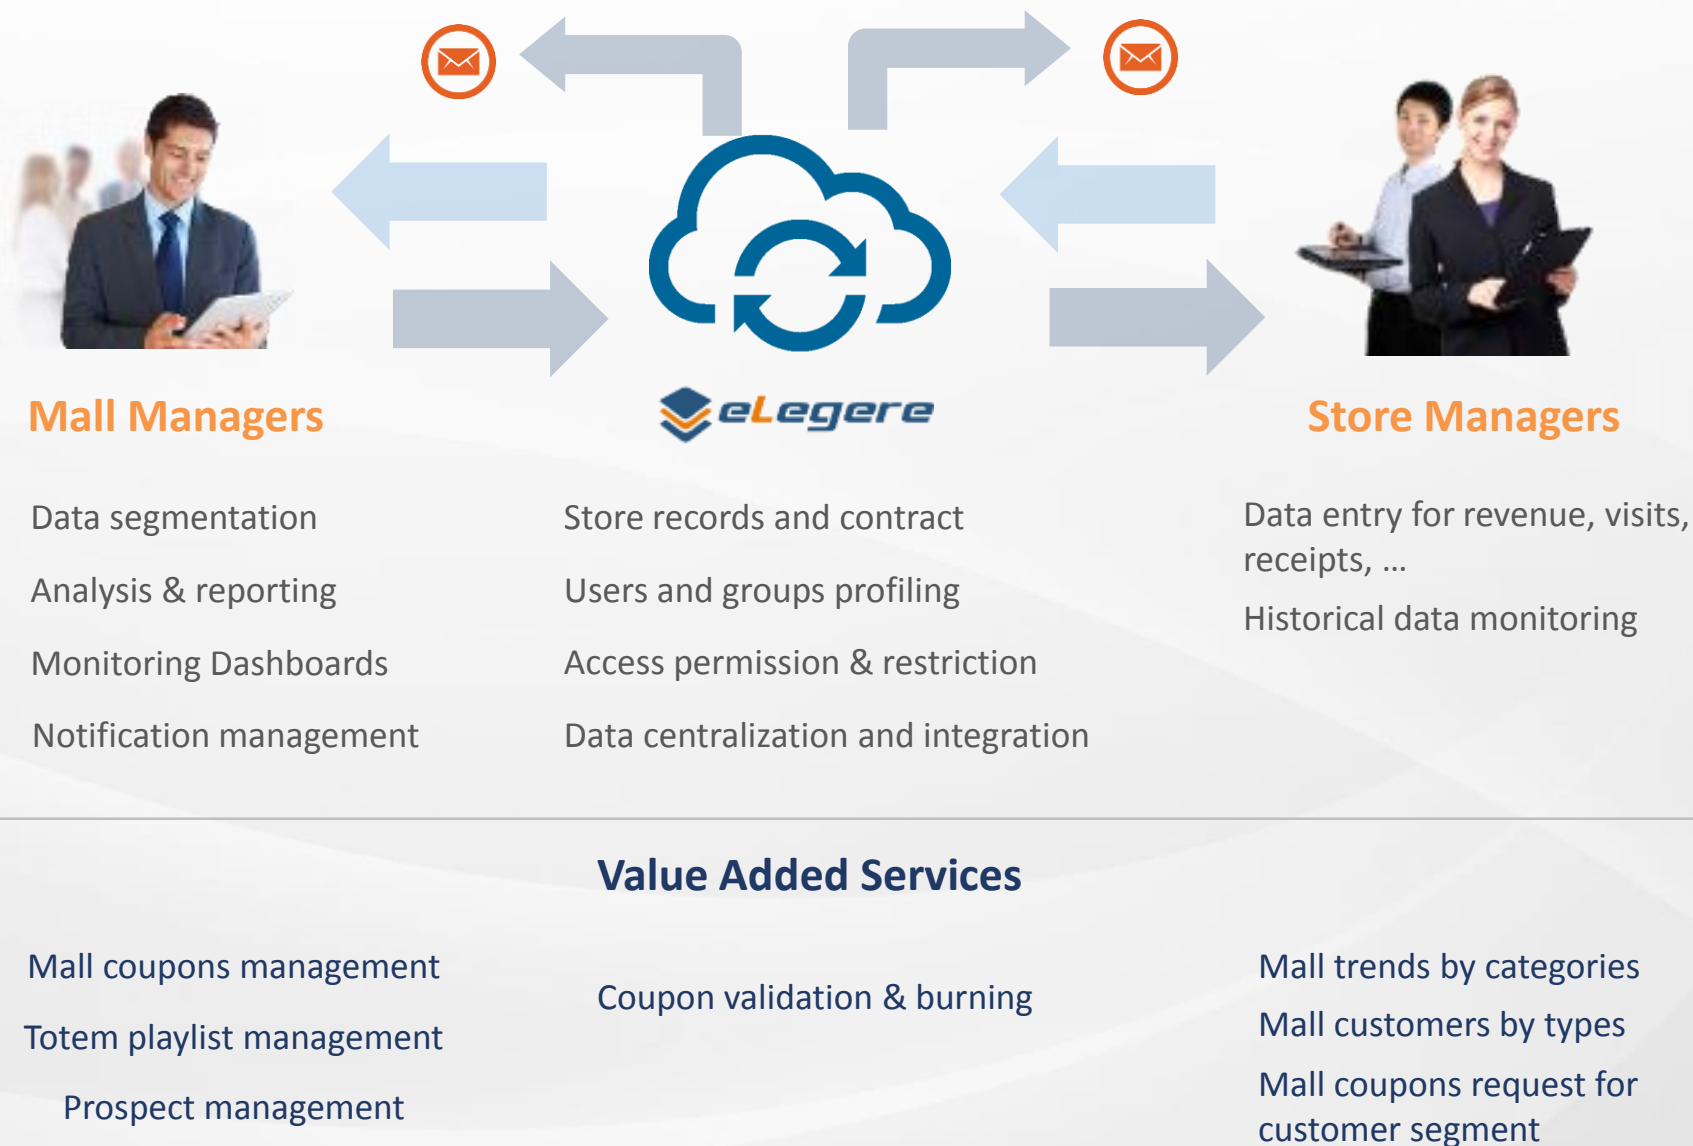 Mall Managers
eLegere
Store Managers
Data segmentation
Analysis & reporting
Monitoring Dashboards
Notification management
Store records and contract
Users and groups profiling
Access permission & restriction
Data centralization and integration
Data entry for revenue, visits,
receipts, ...
Historical data monitoring
Value Added Services
Mall coupons management
Totem playlist management
Prospect management
Coupon validation & burning
Mall trends by categories
Mall customers by types
Mall coupons request for
customer segment